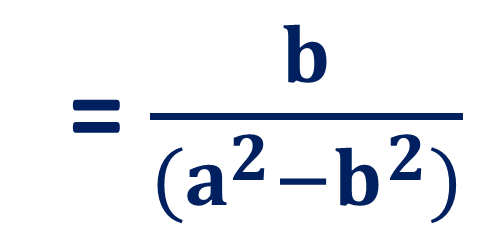 = b
(a²−b²)